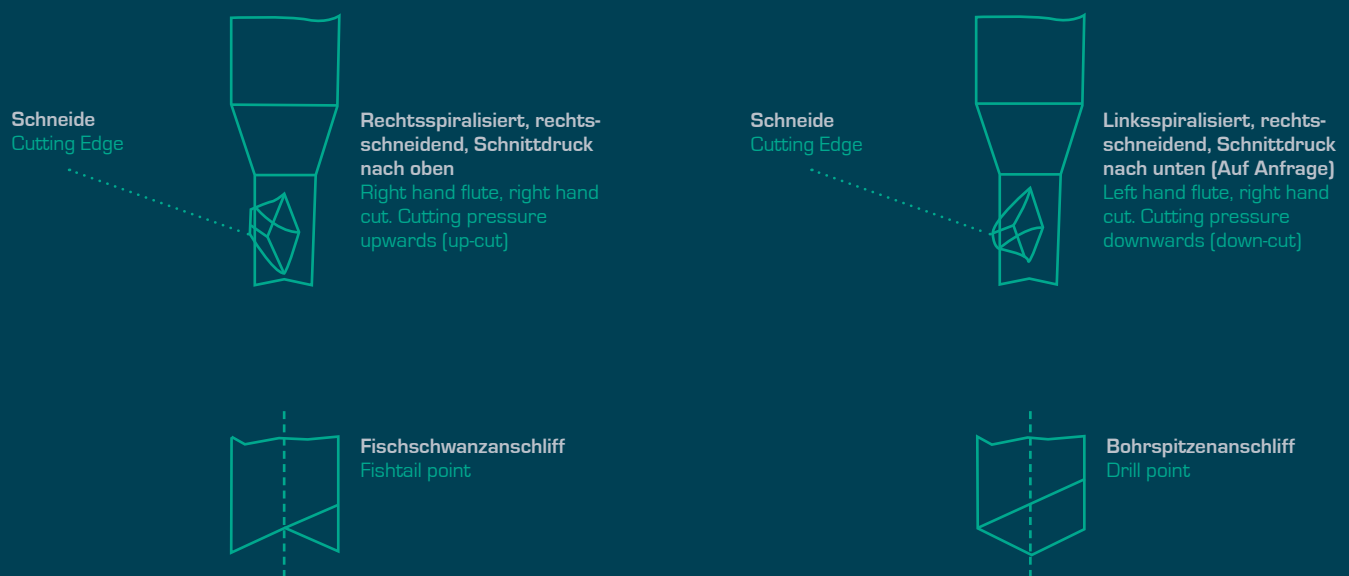 Schneide
Cutting Edge
Rechtsspiralisiert, rechts-
schneidend, Schnittdruck
nach oben
Right hand flute, right hand
cut. Cutting pressure
upwards (up-cut)
Schneide
Cutting Edge
Linksspiralisiert, rechts-
schneidend, Schnittdruck
nach unten (Auf Anfrage)
Left hand flute, right hand
cut. Cutting pressure
downwards (down-cut)
Fischschwanzanschliff
Fishtail point
Bohrspitzenanschliff
Drill point